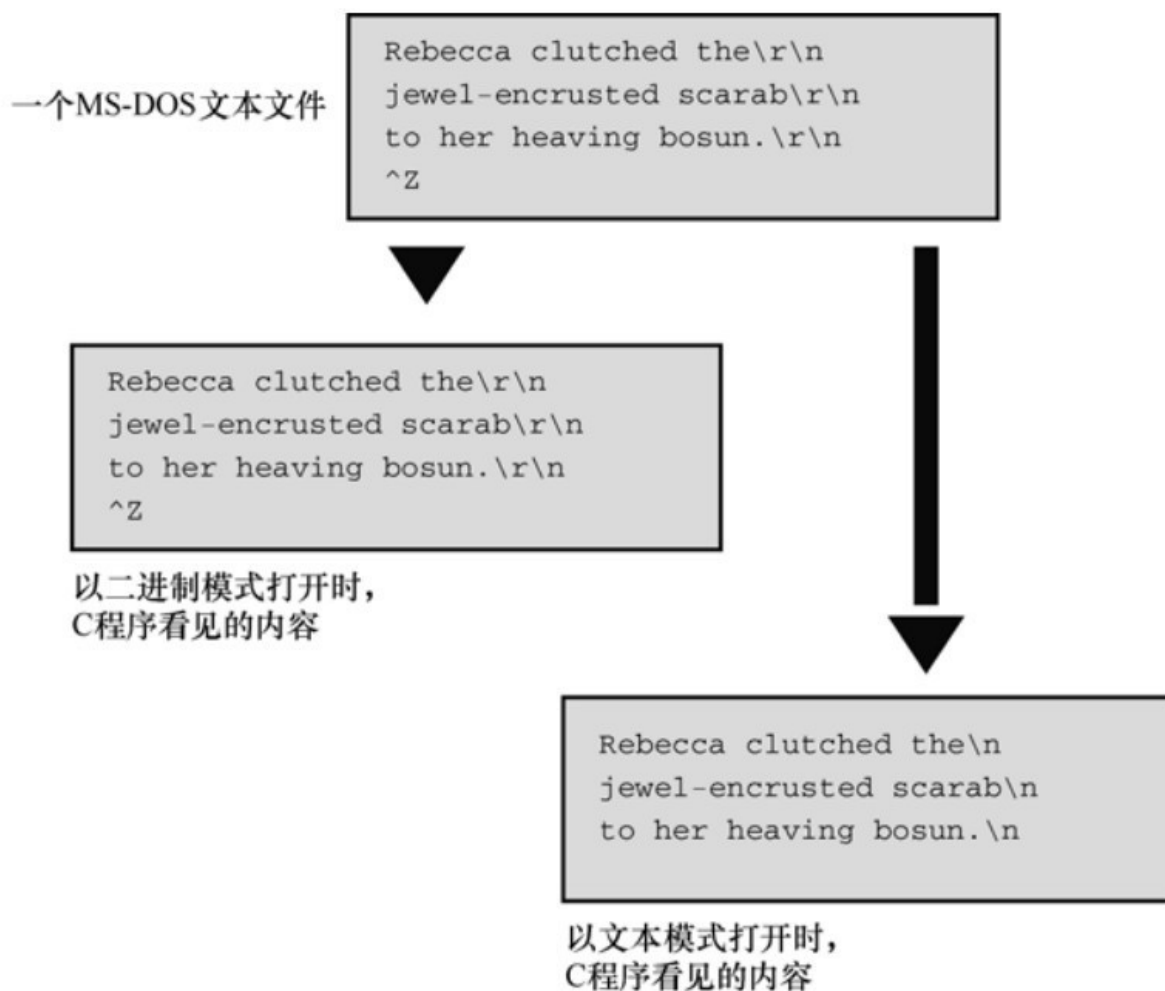 一个MS-DOS文本文件
Rebecca clutched the\r\n
jewel-encrusted scarab\r\n
to her heaving bosun.\r\n
^Z
Rebecca clutched the\r\n
jewel-encrusted scarab\r\n
to her heaving bosun.\r\n
^Z
以二进制模式打开时，
C程序看见的内容
Rebecca clutched the\n
jewel-encrusted scarab\n
to her heaving bosun.\n
以文本模式打开时，
C程序看见的内容